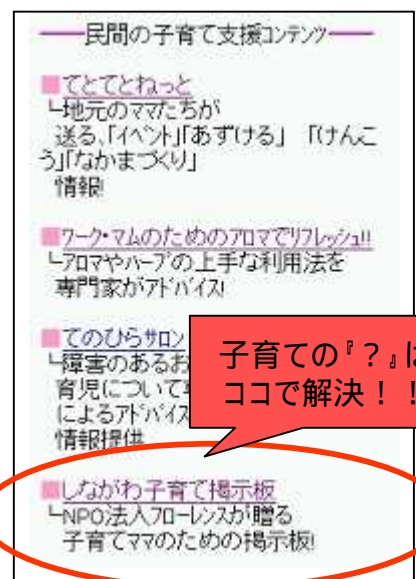 民間の子育て支援コンテンツ
■てとてとねっと
└地元のママたちが
送る､｢ｲﾍﾞﾝﾄ｣｢あずける｣ ｢けんこ
う｣｢なかまづくり｣
情報!
■ﾜｰｸ･ﾏﾑのためのｱﾛﾏでﾘﾌﾚｯｼｭ!!
└ｱﾛﾏやﾊｰﾌﾞの上手な利用法を
専門家がｱﾄﾞﾊﾞｲｽ!
■てのひらｻﾛﾝ
└障害のあるお
育児について
によるｱﾄﾞﾊﾞｲｽ
情報提供
子育ての『？』は
ココで解決！！
■しながわ子育て掲示板
└NPO法人ﾌﾛｰﾚﾝｽが贈る
子育てﾏﾏのための掲示板!